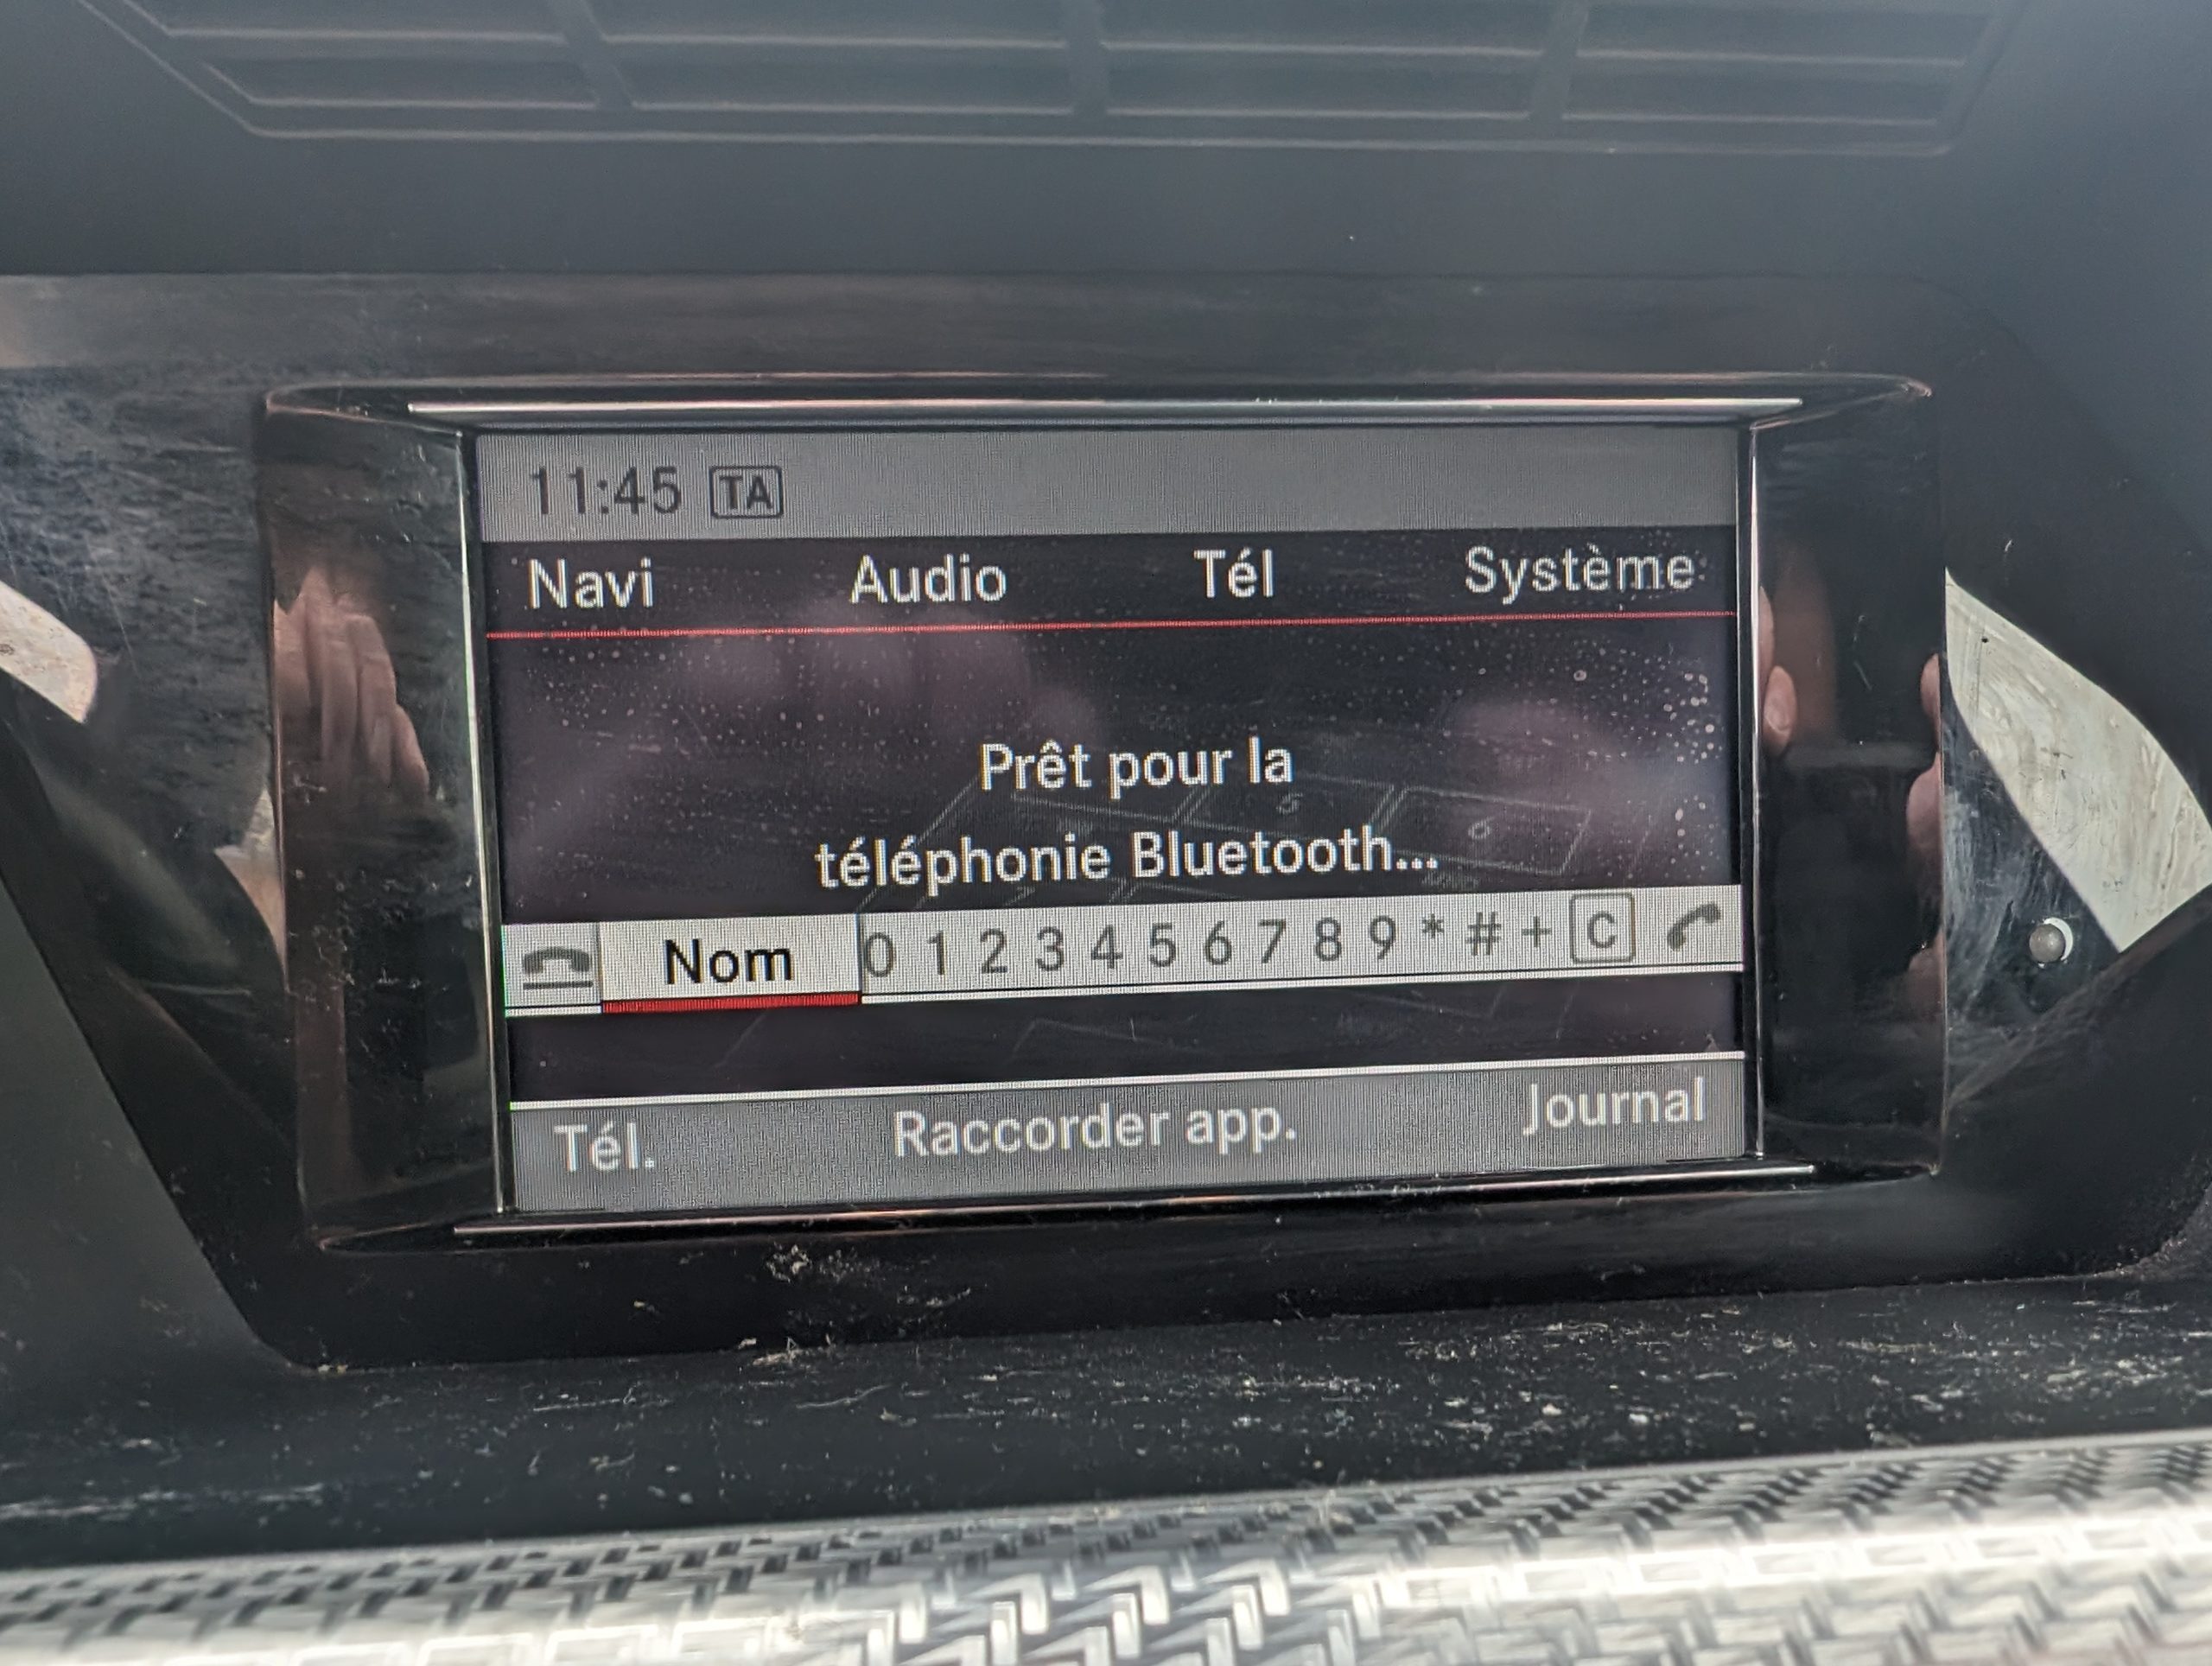 11:45 TA
Navi Audio Tél Système
Prêt pour la
téléphonie Bluetooth...
Nom 0 1 2 3 4 5 6 7 8 9 * # + C
Tél. Raccorder app. Journal